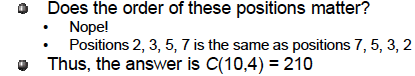 Does the order of these positions matter?
• Nope!
• Positions 2, 3, 5, 7 is the same as positions 7, 5, 3, 2
Thus, the answer is C(10,4) = 210